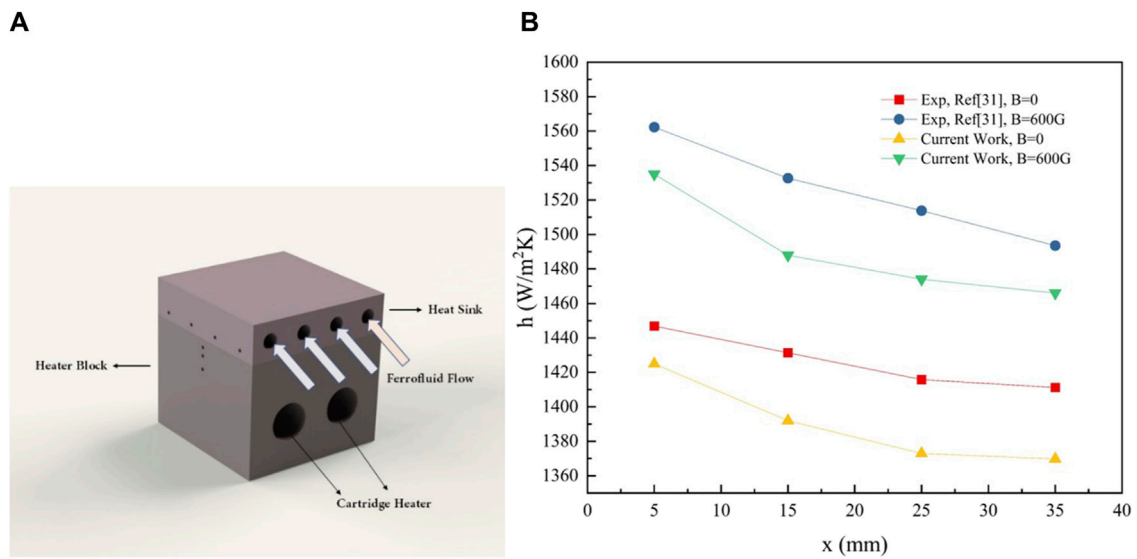 A
Heat Sink
Heater Block
Ferrofluid Flow
Cartridge Heater
B
h (W/m²K)
1600
1580
1560
1540
1520
1500
1480
1460
1440
1420
1400
1380
1360
Exp, Ref[31], B=0
Exp, Ref[31], B=600G
Current Work, B=0
Current Work, B=600G
0 5 10 15 20 25 30 35 40
x (mm)